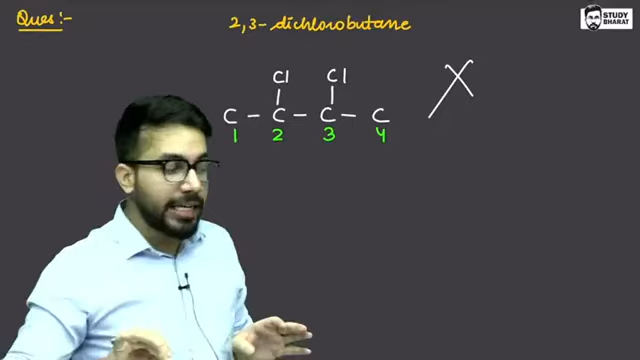 Ques :-
2,3-dichlorobutane
STUDY
BHARAT
Cl Cl
C - C - C - C
1 2 3 4